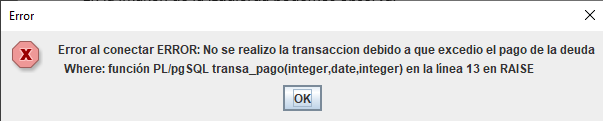 Error
Error al conectar ERROR: No se realizo la transaccion debido a que excedio el pago de la deuda
Where: función PL/pgSQL transa_pago(integer,date,integer) en la línea 13 en RAISE
OK